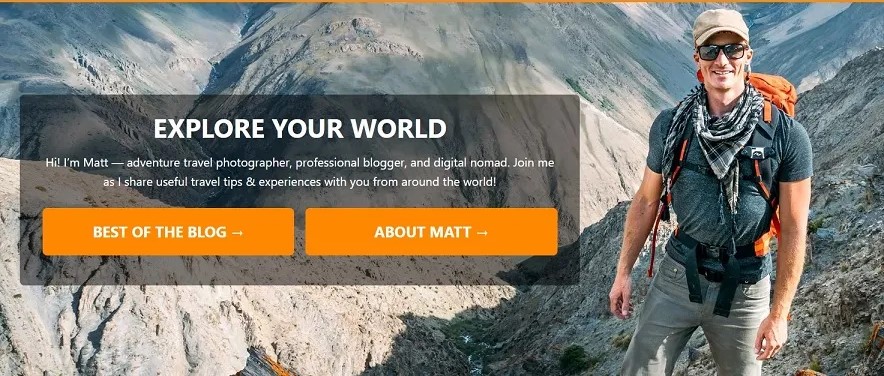 EXPLORE YOUR WORLD
Hi! I'm Matt — adventure travel photographer, professional blogger, and digital nomad. Join me
as I share useful travel tips & experiences with you from around the world!
BEST OF THE BLOG →
ABOUT MATT →